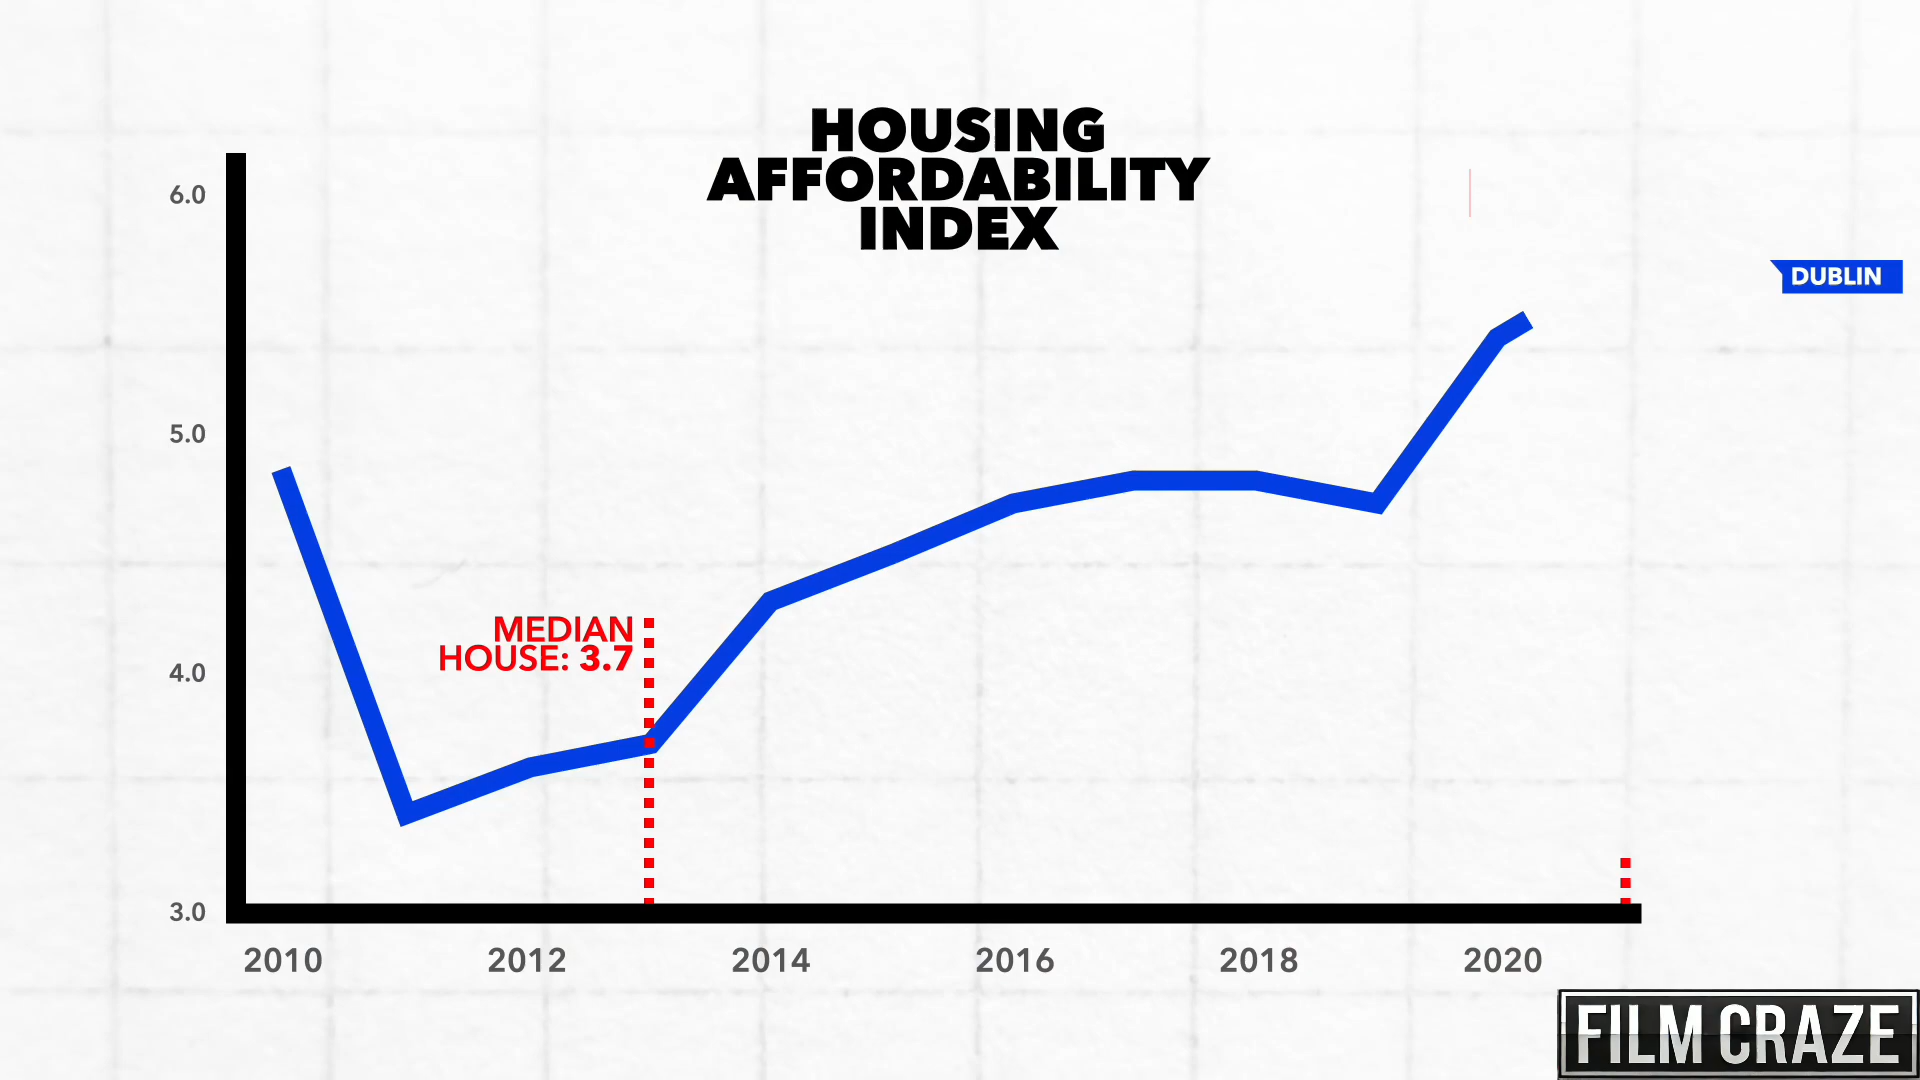 HOUSING
AFFORDABILITY
INDEX
6.0
5.0
4.0
3.0
DUBLIN
MEDIAN
HOUSE: 3.7
2010 2012 2014 2016 2018 2020
FILM CRAZE